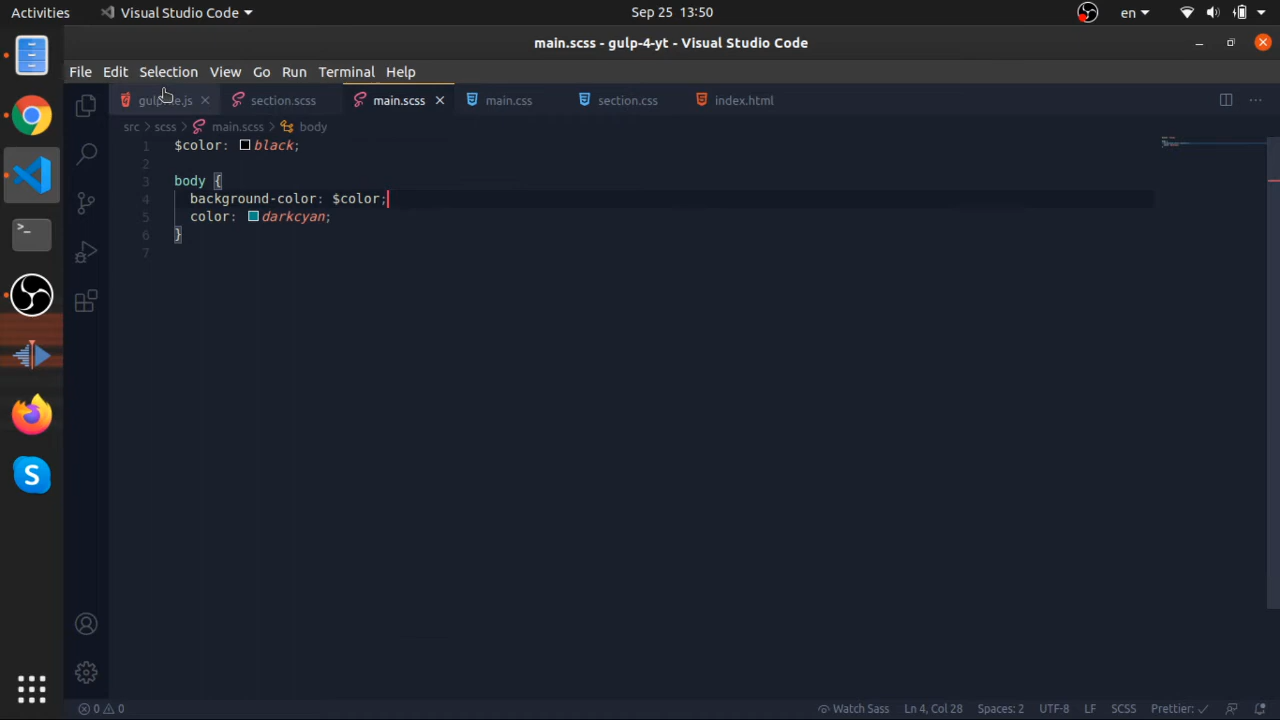 Activities
Visual Studio Code
Sep 25 13:50
en
main.scss - gulp-4-yt - Visual Studio Code
File Edit Selection View Go Run Terminal Help
section.scss
main.scss
main.css
section.css
index.html
src > scss > main.scss > body
1 $color: black;
2
3 body {
4 background-color: $color;
5 color: darkcyan;
6 }
7
0 0
Watch Sass
Ln 4, Col 28
Spaces: 2
UTF-8
LF
SCSS
Prettier: